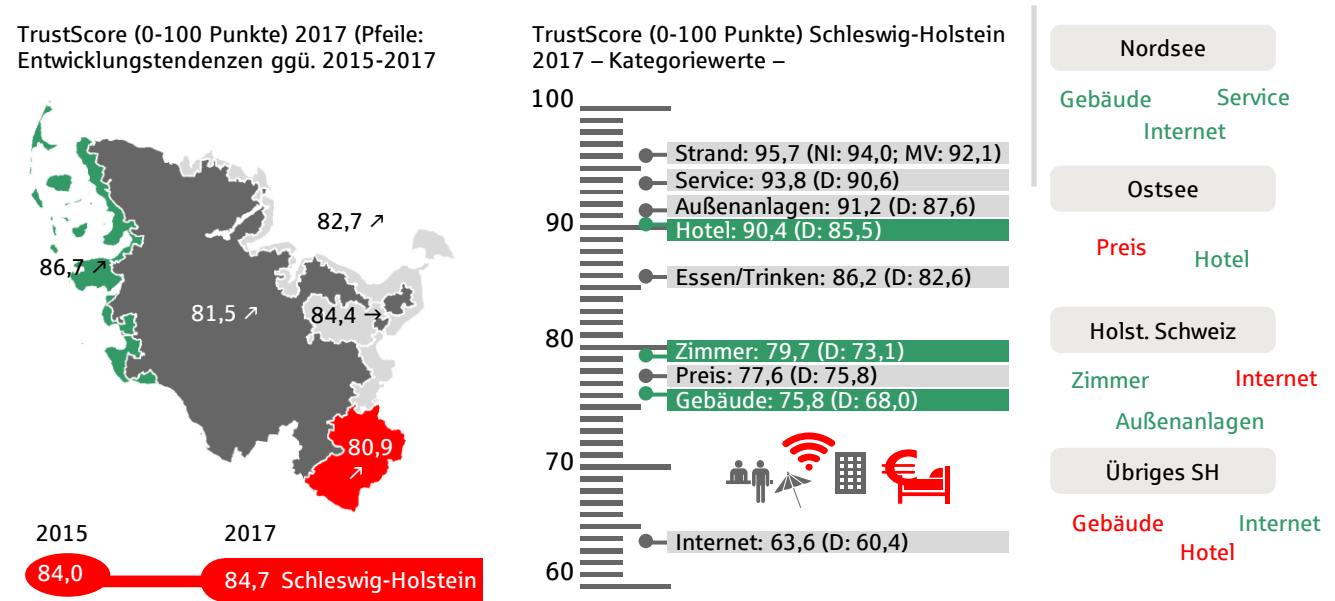 TrustScore (0-100 Punkte) 2017 (Pfeile:
Entwicklungstendenzen ggü. 2015-2017
82,7 ↗
86,7 ↗
81,5 ↗
84,4 →
80,9
↗
2015
2017
84,0
84,7 Schleswig-Holstein
TrustScore (0-100 Punkte) Schleswig-Holstein
2017 – Kategoriewerte –
100
Strand: 95,7 (NI: 94,0; MV: 92,1)
Service: 93,8 (D: 90,6)
Außenanlagen: 91,2 (D: 87,6)
90
Hotel: 90,4 (D: 85,5)
Essen/Trinken: 86,2 (D: 82,6)
80
Zimmer: 79,7 (D: 73,1)
Preis: 77,6 (D: 75,8)
Gebäude: 75,8 (D: 68,0)
70
Internet: 63,6 (D: 60,4)
60
Nordsee
Gebäude Service
Internet
Ostsee
Preis Hotel
Holst. Schweiz
Zimmer Internet
Außenanlagen
Übriges SH
Gebäude Internet
Hotel